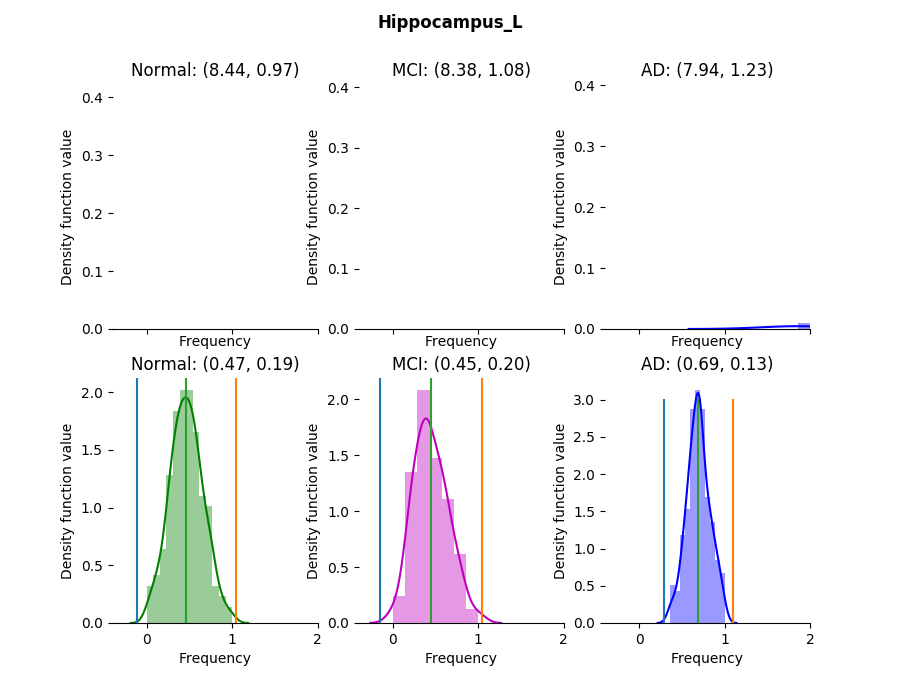 Hippocampus_L
Normal: (8.44, 0.97)
MCI: (8.38, 1.08)
AD: (7.94, 1.23)
Density function value
0.4
0.3
0.2
0.1
0.0
Frequency
Density function value
0.4
0.3
0.2
0.1
0.0
Frequency
Density function value
0.4
0.3
0.2
0.1
0.0
Frequency
Normal: (0.47, 0.19)
MCI: (0.45, 0.20)
AD: (0.69, 0.13)
Density function value
2.0
1.5
1.0
0.5
0.0
0 1 2
Frequency
Density function value
2.0
1.5
1.0
0.5
0.0
0 1 2
Frequency
Density function value
3.0
2.5
2.0
1.5
1.0
0.5
0.0
0 1 2
Frequency